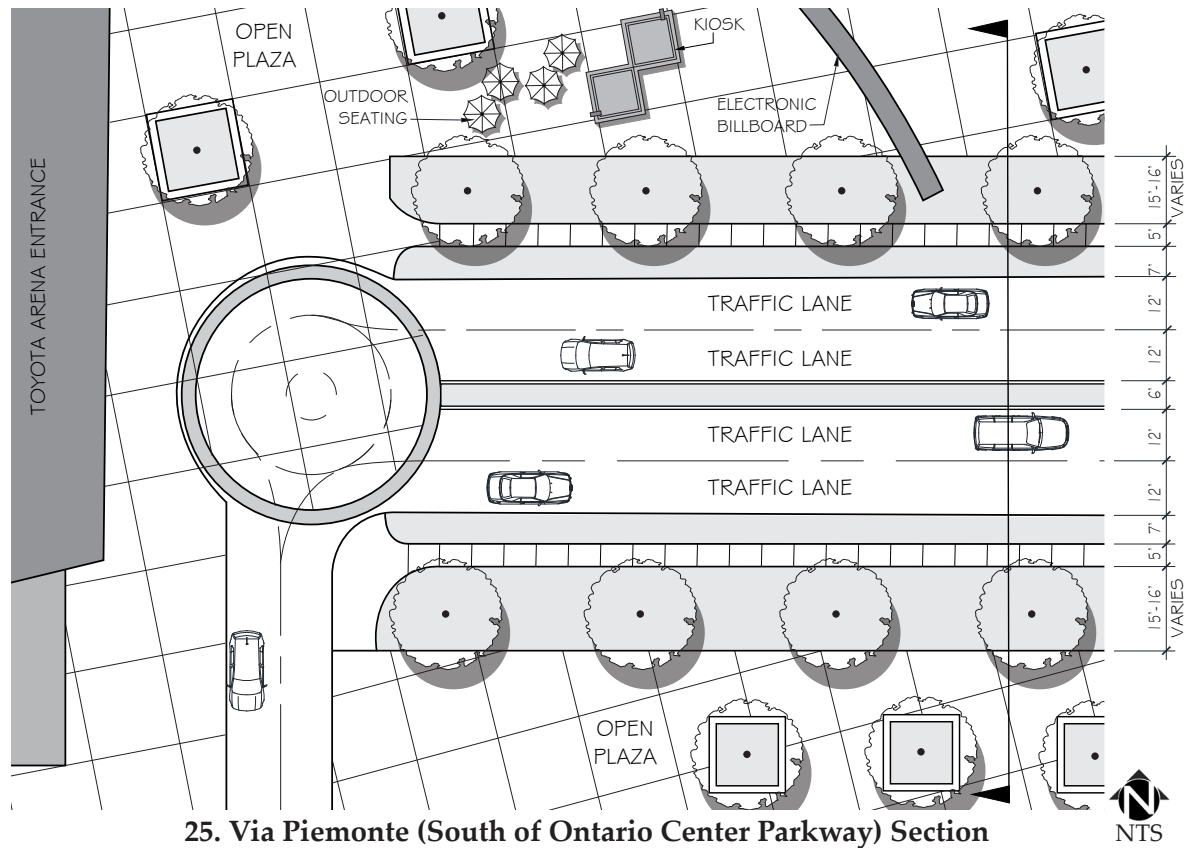 OPEN
PLAZA
KIOSK
OUTDOOR
SEATING
ELECTRONIC
BILLBOARD
TOYOTA ARENA ENTRANCE
TRAFFIC LANE
TRAFFIC LANE
TRAFFIC LANE
TRAFFIC LANE
15'-16'
VARIES
5'
7'
12'
12'
6'
12'
12'
7'
5'
15'-16'
VARIES
OPEN
PLAZA
N
NTS
25. Via Piemonte (South of Ontario Center Parkway) Section